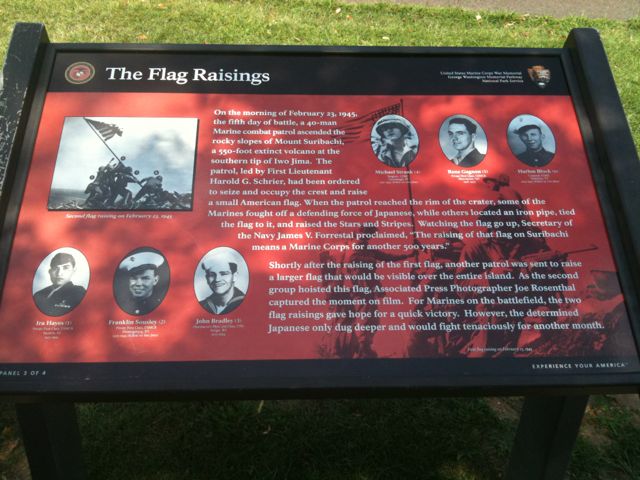 The Flag Raisings
United States Marine Corps War Memorial
George Washington Memorial Parkway
National Park Service
On the morning of February 23, 1945,
the fifth day of battle, a 40-man
Marine combat patrol ascended the
rocky slopes of Mount Suribachi,
a 550-foot extinct volcano at the
southern tip of Iwo Jima. The
patrol, led by First Lieutenant
Harold G. Schrier, had been ordered
to seize and occupy the crest and raise
a small American flag. When the patrol reached the rim of the crater, some of the
Marines fought off a defending force of Japanese, while others located an iron pipe, tied
the flag to it, and raised the Stars and Stripes. Watching the flag go up, Secretary of
the Navy James V. Forrestal proclaimed, "The raising of that flag on Suribachi
means a Marine Corps for another 500 years."
Second flag raising on February 23, 1945
Michael Strank (4)
Rene Gagnon (5)
Harlon Block (6)
Shortly after the raising of the first flag, another patrol was sent to raise
a larger flag that would be visible over the entire island. As the second
group hoisted this flag, Associated Press Photographer Joe Rosenthal
captured the moment on film. For Marines on the battlefield, the two
flag raisings gave hope for a quick victory. However, the determined
Japanese only dug deeper and would fight tenaciously for another month.
Ira Hayes (1)
Franklin Sousley (2)
John Bradley (3)
First flag raising on February 23, 1945
PANEL 3 OF 4
EXPERIENCE YOUR AMERICA